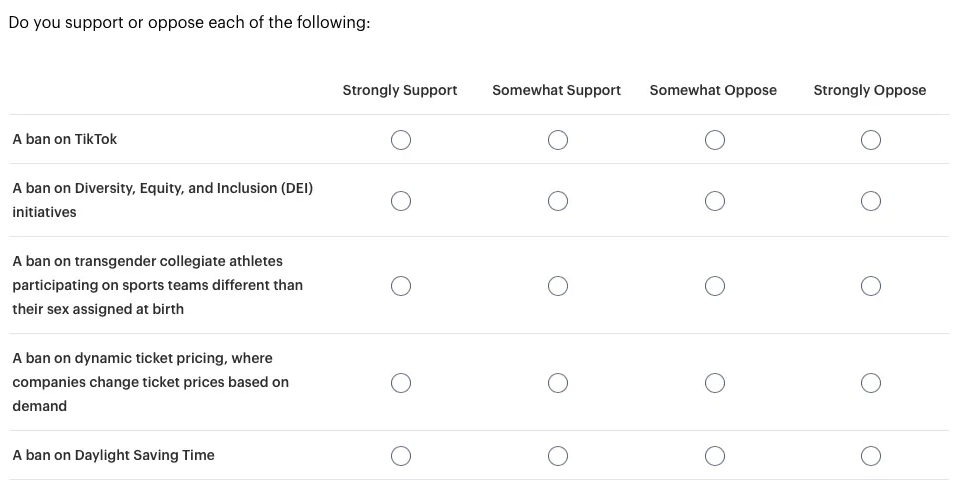 Do you support or oppose each of the following:
Strongly Support Somewhat Support Somewhat Oppose Strongly Oppose
A ban on TikTok
A ban on Diversity, Equity, and Inclusion (DEI)
initiatives
A ban on transgender collegiate athletes
participating on sports teams different than
their sex assigned at birth
A ban on dynamic ticket pricing, where
companies change ticket prices based on
demand
A ban on Daylight Saving Time